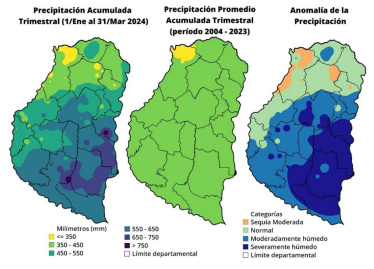 Precipitación Acumulada
Trimestral (1/Ene al 31/Mar 2024)
Precipitación Promedio
Acumulada Trimestral
(período 2004 - 2023)
Anomalía de la
Precipitación
Milímetros (mm)
<= 350
350 - 450
450 - 550
550 - 650
650 - 750
> 750
Límite departamental
Categorías
Sequía Moderada
Normal
Moderadamente húmedo
Severamente húmedo
Límite departamental